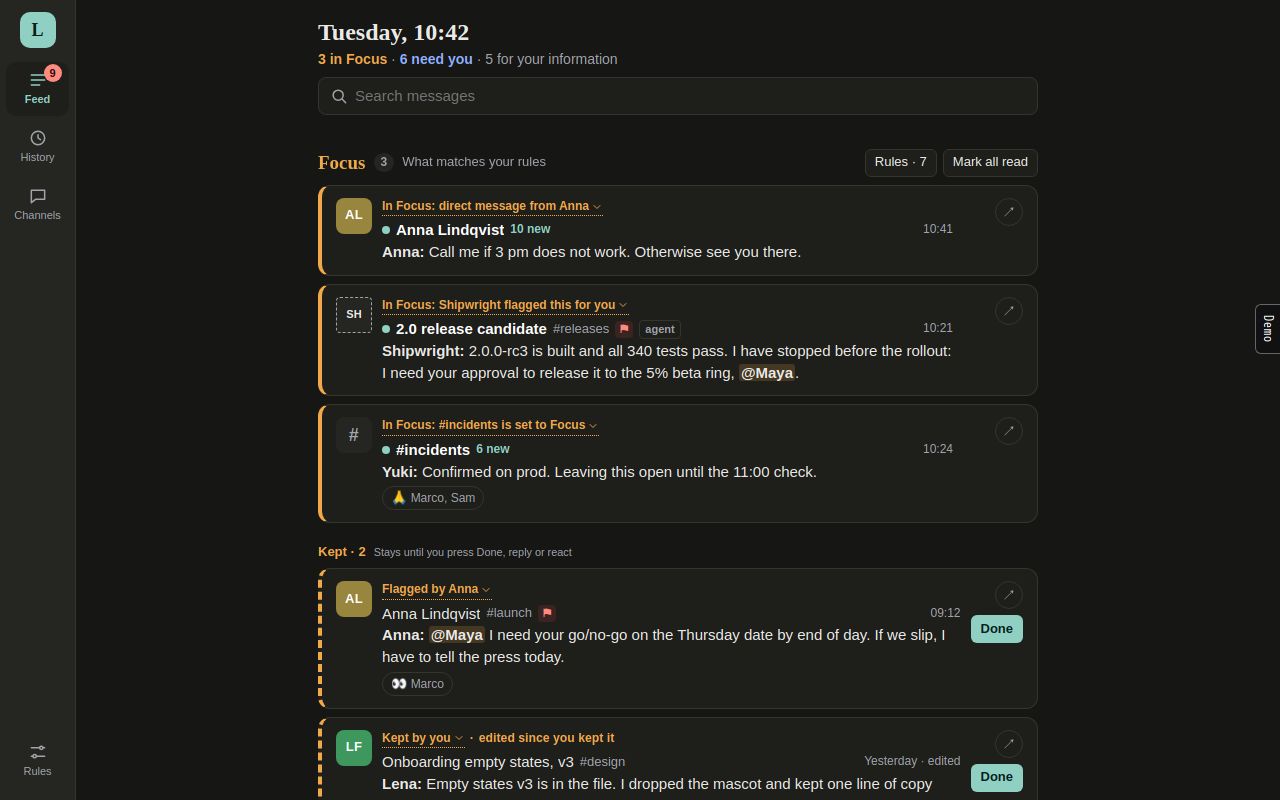 L
9
Feed
History
Channels
Rules
Tuesday, 10:42
3 in Focus · 6 need you · 5 for your information
Search messages
Focus 3 What matches your rules Rules · 7 Mark all read
AL In Focus: direct message from Anna
Anna Lindqvist 10 new 10:41
Anna: Call me if 3 pm does not work. Otherwise see you there.
SH In Focus: Shipwright flagged this for you
2.0 release candidate #releases agent 10:21
Shipwright: 2.0.0-rc3 is built and all 340 tests pass. I have stopped before the rollout:
I need your approval to release it to the 5% beta ring, @Maya.
# In Focus: #incidents is set to Focus
#incidents 6 new 10:24
Yuki: Confirmed on prod. Leaving this open until the 11:00 check.
🙏 Marco, Sam
Kept · 2 Stays until you press Done, reply or react
AL Flagged by Anna
Anna Lindqvist #launch 09:12 Done
Anna: @Maya I need your go/no-go on the Thursday date by end of day. If we slip, I
have to tell the press today.
👀 Marco
LF Kept by you · edited since you kept it
Onboarding empty states, v3 #design Yesterday · edited Done
Lena: Empty states v3 is in the file. I dropped the mascot and kept one line of copy
Demo